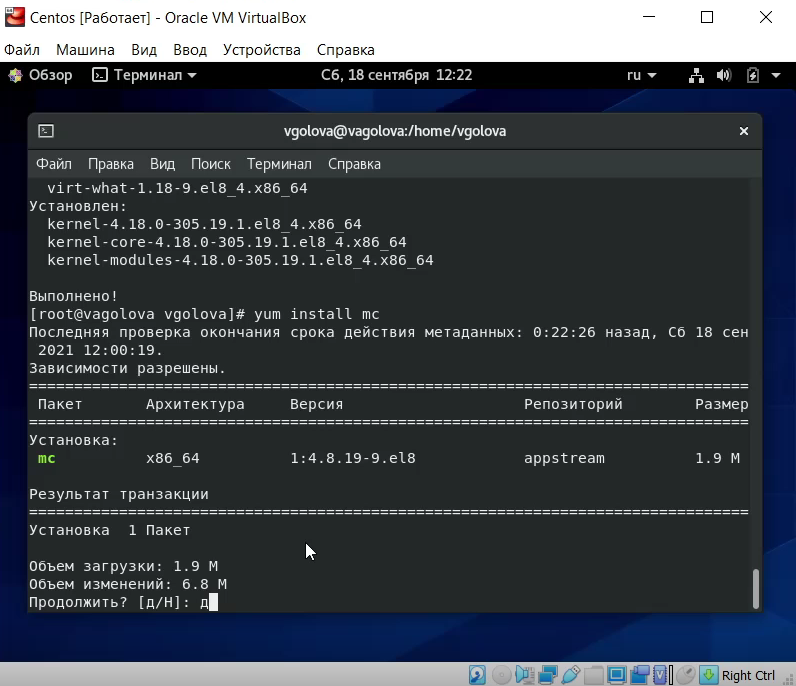 Centos [Работает] - Oracle VM VirtualBox
Файл Машина Вид Ввод Устройства Справка
Обзор Терминал Сб, 18 сентября 12:22 ru
vgolova@vagolova:/home/vgolova
Файл Правка Вид Поиск Терминал Справка
virt-what-1.18-9.el8_4.x86_64
Установлен:
kernel-4.18.0-305.19.1.el8_4.x86_64
kernel-core-4.18.0-305.19.1.el8_4.x86_64
kernel-modules-4.18.0-305.19.1.el8_4.x86_64
Выполнено!
[root@vagolova vgolova]# yum install mc
Последняя проверка окончания срока действия метаданных: 0:22:26 назад, Сб 18 сен
2021 12:00:19.
Зависимости разрешены.
================================================================================
Пакет Архитектура Версия Репозиторий Размер
================================================================================
Установка:
mc x86_64 1:4.8.19-9.el8 appstream 1.9 M
Результат транзакции
================================================================================
Установка 1 Пакет
Объем загрузки: 1.9 M
Объем изменений: 6.8 M
Продолжить? [д/Н]: д
Right Ctrl